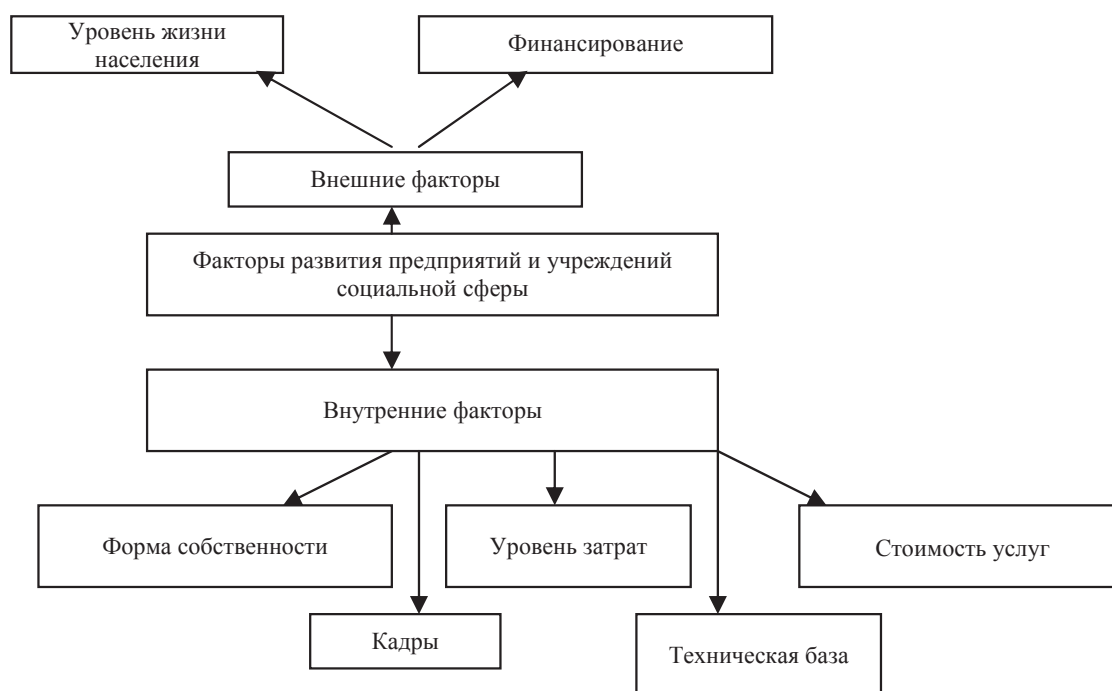 Уровень жизни
населения
Финансирование
Внешние факторы
Факторы развития предприятий и учреждений
социальной сферы
Внутренние факторы
Форма собственности
Уровень затрат
Стоимость услуг
Кадры
Техническая база